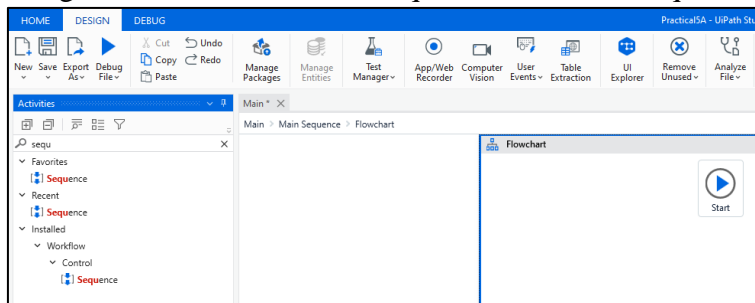 HOME DESIGN DEBUG Practical5A - UiPath Stu
New Save Export As Debug File Cut Copy Paste Undo Redo Manage Packages Manage Entities Test Manager App/Web Recorder Computer Vision User Events Table Extraction UI Explorer Remove Unused Analyze File
Activities Main *
Main > Main Sequence > Flowchart
sequ
Flowchart
Favorites
Sequence
Recent
Start
Sequence
Installed
Workflow
Control
Sequence